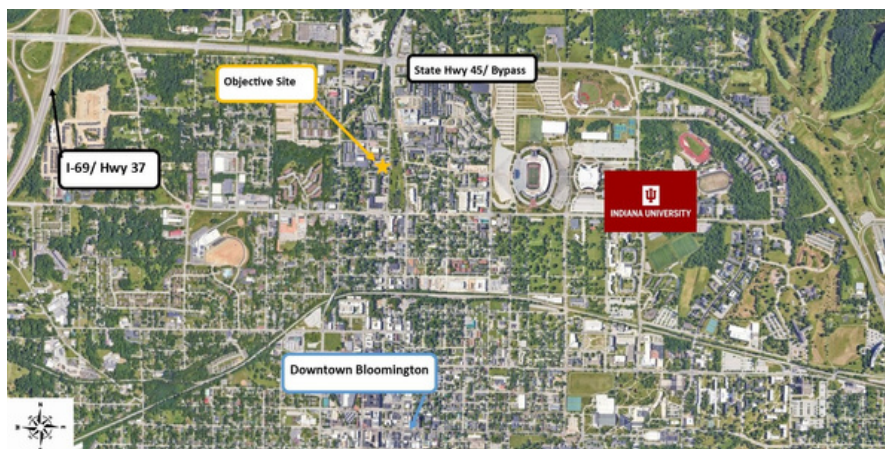 State Hwy 45/ Bypass
Objective Site
I-69/ Hwy 37
INDIANA UNIVERSITY
Downtown Bloomington
N